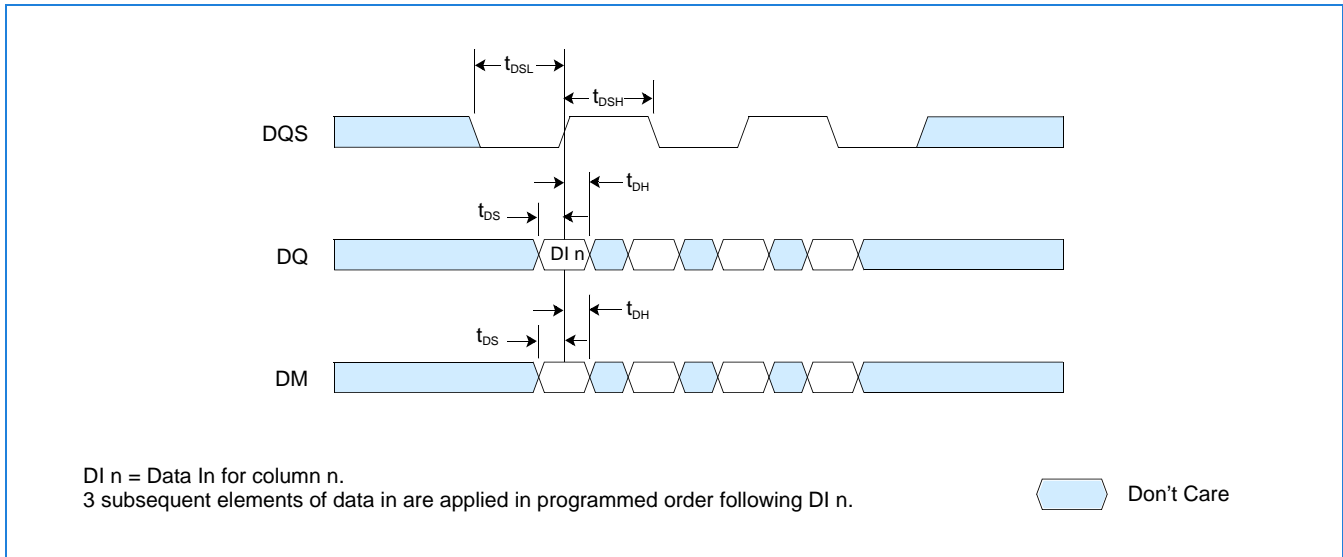 tDSL
tDSH
DQS
tDH
tDS
DQ
DI n
tDH
tDS
DM
DI n = Data In for column n.
3 subsequent elements of data in are applied in programmed order following DI n.
Don't Care